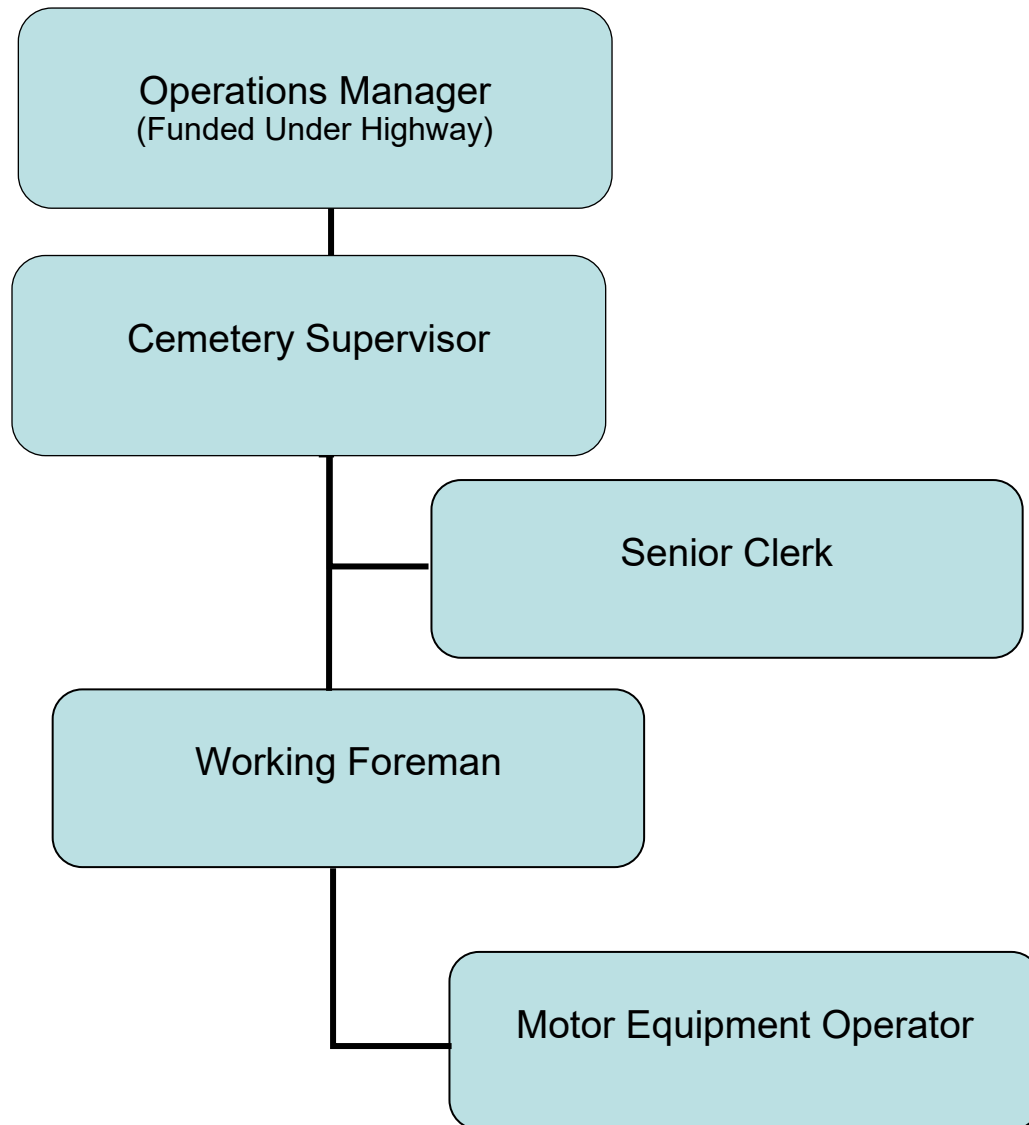 Operations Manager
(Funded Under Highway)
Cemetery Supervisor
Senior Clerk
Working Foreman
Motor Equipment Operator